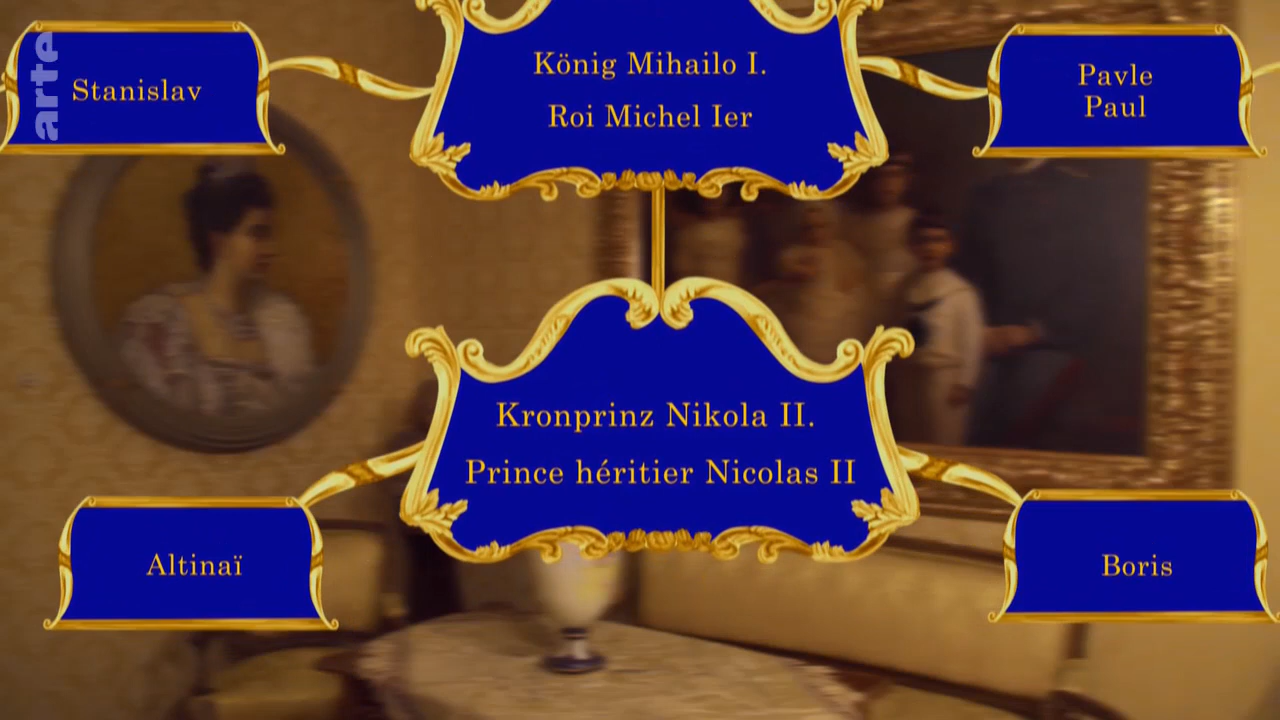 arte
Stanislav
König Mihailo I.
Roi Michel Ier
Pavle
Paul
Kronprinz Nikola II.
Prince héritier Nicolas II
Altinaï
Boris